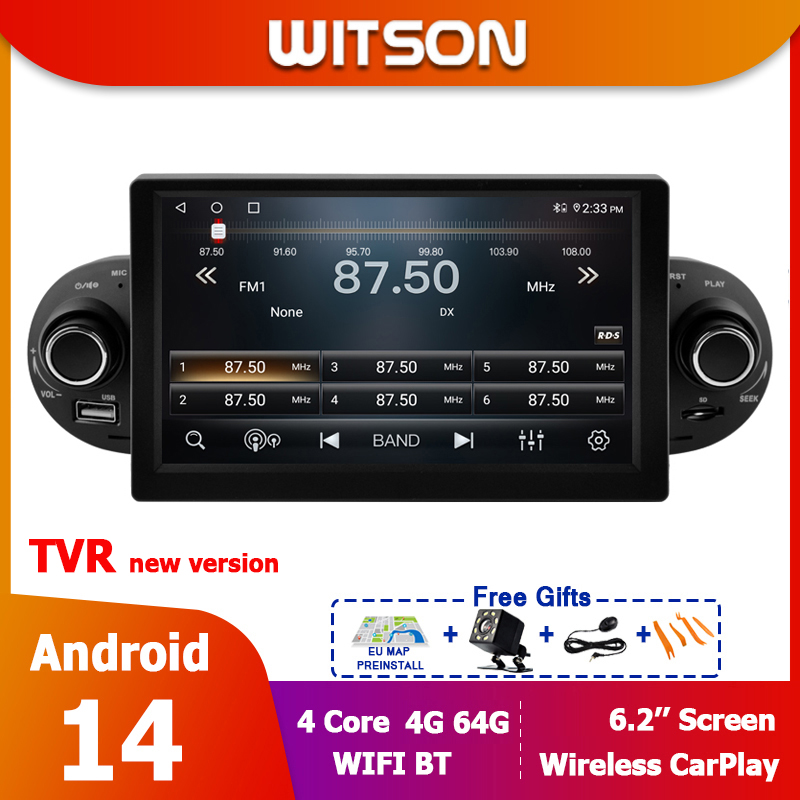 WITSON
2:33 PM
87.50 91.60 95.70 99.80 103.90 108.00
MIC
RST
PLAY
FM1 87.50 MHz
None DX
R·D·S
1 87.50 MHz 3 87.50 MHz 5 87.50 MHz
2 87.50 MHz 4 87.50 MHz 6 87.50 MHz
+
VOL−
USB
SD
SEEK
BAND
TVR new version
Free Gifts
EU MAP
PREINSTALL
+ + +
Android
14
4 Core 4G 64G
WIFI BT
6.2” Screen
Wireless CarPlay